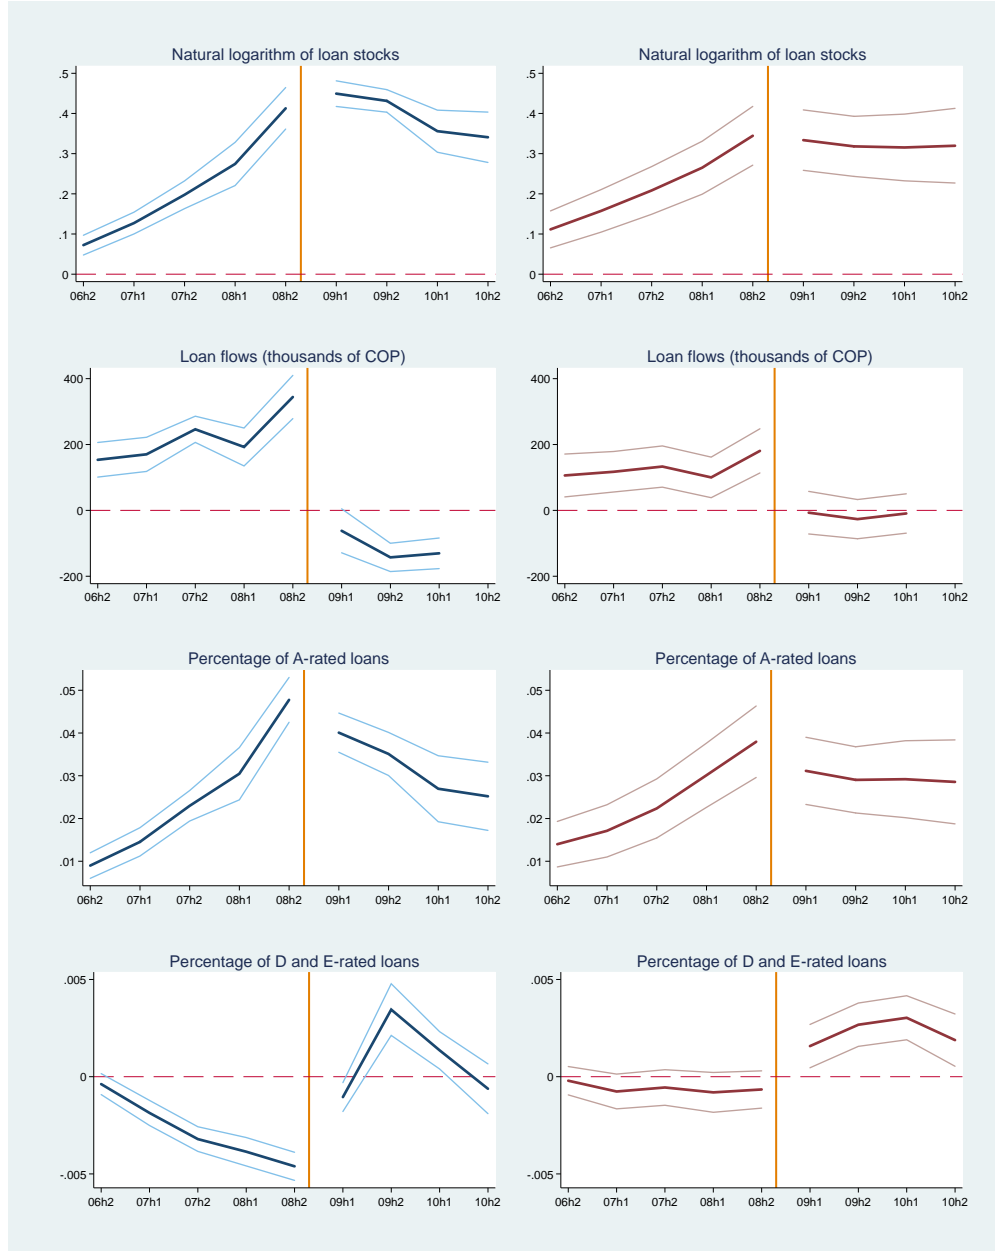 Natural logarithm of loan stocks
.5
.4
.3
.2
.1
0
06h2 07h1 07h2 08h1 08h2 09h1 09h2 10h1 10h2
Natural logarithm of loan stocks
.5
.4
.3
.2
.1
0
06h2 07h1 07h2 08h1 08h2 09h1 09h2 10h1 10h2
Loan flows (thousands of COP)
400
200
0
-200
06h2 07h1 07h2 08h1 08h2 09h1 09h2 10h1 10h2
Loan flows (thousands of COP)
400
200
0
-200
06h2 07h1 07h2 08h1 08h2 09h1 09h2 10h1 10h2
Percentage of A-rated loans
.05
.04
.03
.02
.01
06h2 07h1 07h2 08h1 08h2 09h1 09h2 10h1 10h2
Percentage of A-rated loans
.05
.04
.03
.02
.01
06h2 07h1 07h2 08h1 08h2 09h1 09h2 10h1 10h2
Percentage of D and E-rated loans
.005
0
-.005
06h2 07h1 07h2 08h1 08h2 09h1 09h2 10h1 10h2
Percentage of D and E-rated loans
.005
0
-.005
06h2 07h1 07h2 08h1 08h2 09h1 09h2 10h1 10h2